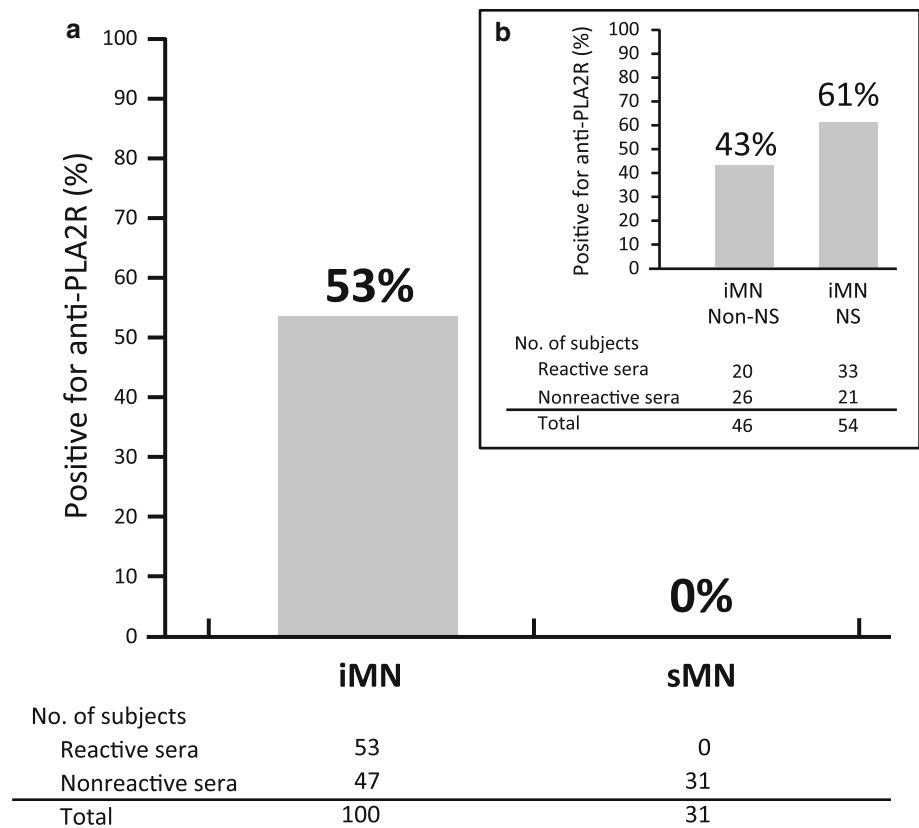 a
Positive for anti-PLA2R (%)
100
90
80
70
60
50
40
30
20
10
0
53%
0%
iMN sMN
No. of subjects
Reactive sera 53 0
Nonreactive sera 47 31
Total 100 31
b
Positive for anti-PLA2R (%)
100
90
80
70
60
50
40
30
20
10
0
43%
61%
iMN iMN
Non-NS NS
No. of subjects
Reactive sera 20 33
Nonreactive sera 26 21
Total 46 54